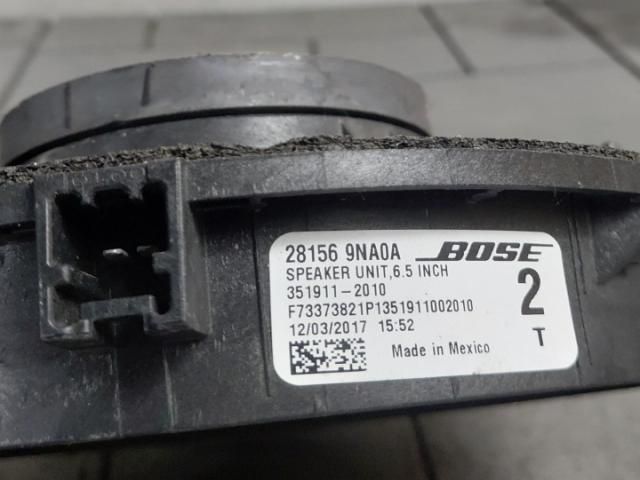 28156 9NA0A BOSE
SPEAKER UNIT,6.5 INCH
351911-2010
F73373821P1351911002010
12/03/2017 15:52
2
T
Made in Mexico